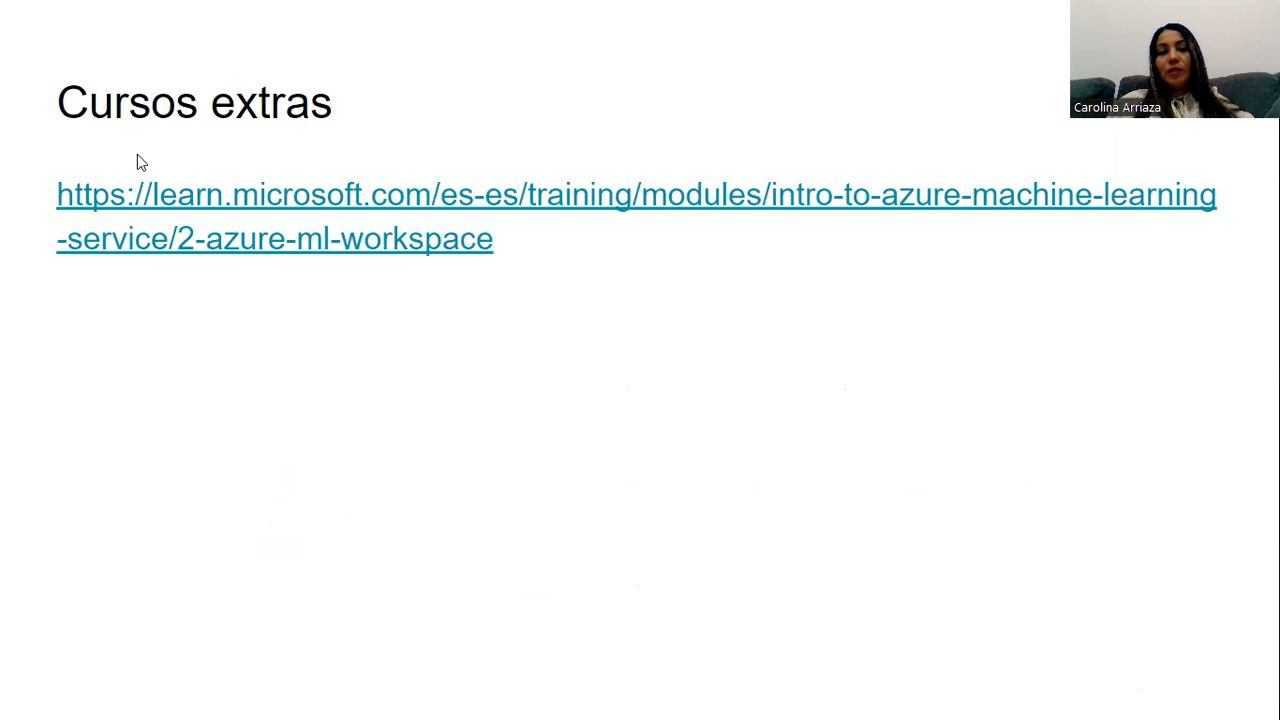 Carolina Arriaza
Cursos extras
https://learn.microsoft.com/es-es/training/modules/intro-to-azure-machine-learning
-service/2-azure-ml-workspace